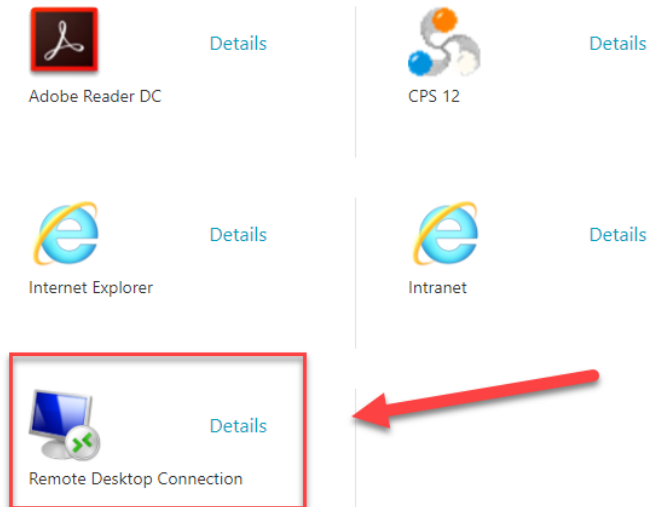 Details
Details
Adobe Reader DC
CPS 12
Details
Details
Internet Explorer
Intranet
Details
Remote Desktop Connection